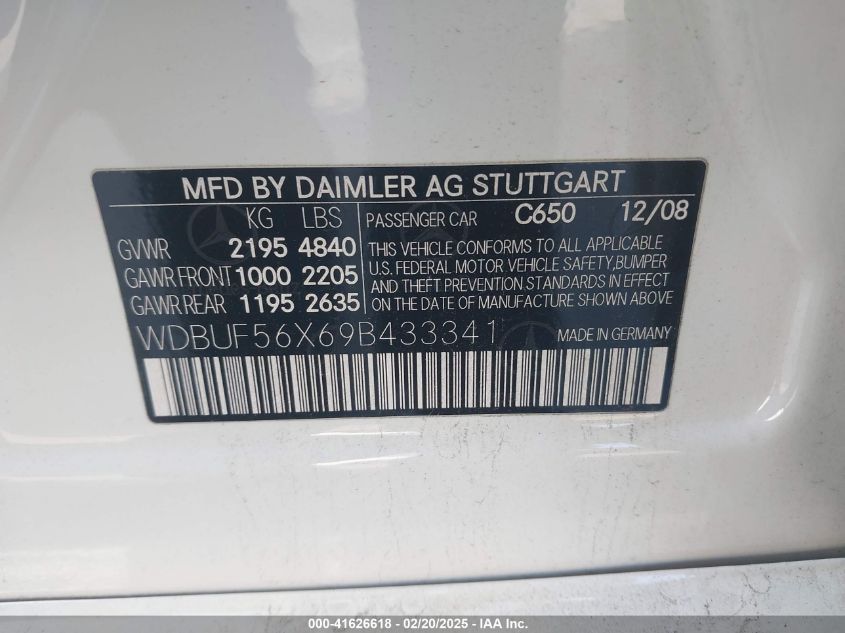 MFD BY DAIMLER AG STUTTGART
KG LBS PASSENGER CAR C650 12/08
GVWR 2195 4840 THIS VEHICLE CONFORMS TO ALL APPLICABLE
U.S. FEDERAL MOTOR VEHICLE SAFETY,BUMPER
GAWR FRONT 1000 2205 AND THEFT PREVENTION STANDARDS IN EFFECT
GAWR REAR 1195 2635 ON THE DATE OF MANUFACTURE SHOWN ABOVE
WDBUF56X69B433341 MADE IN GERMANY
000-41626618 - 02/20/2025 - IAA Inc.